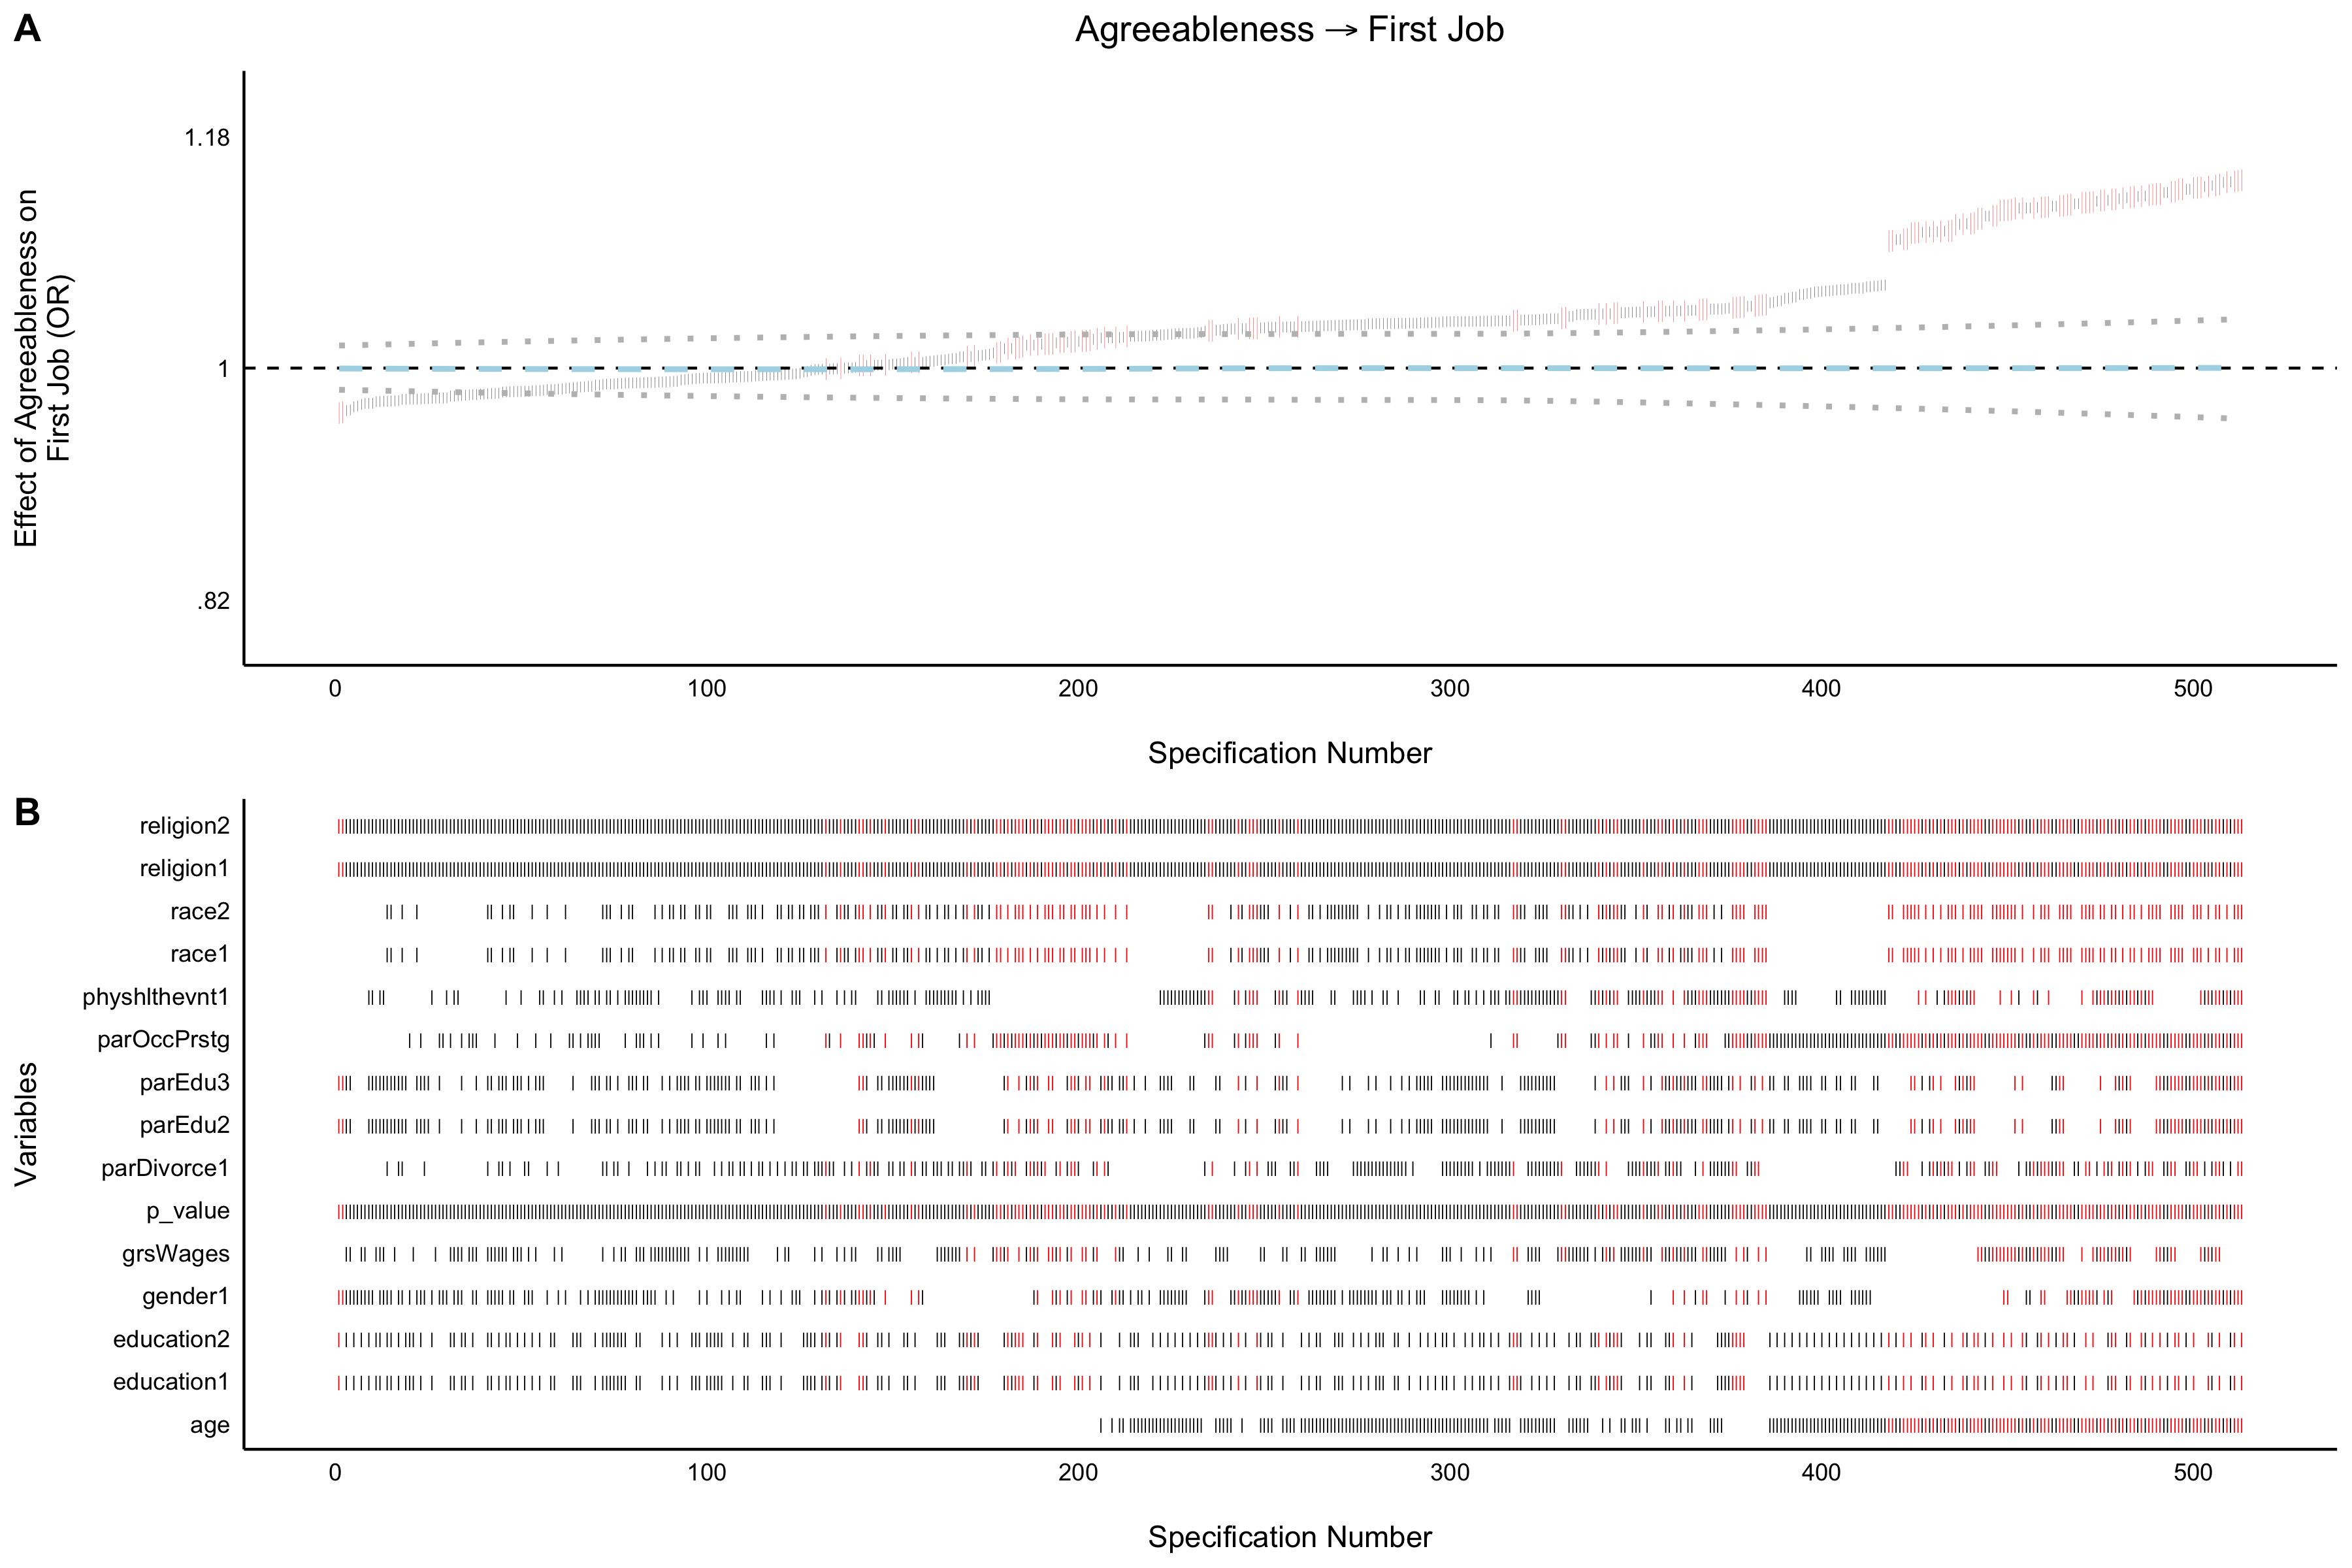 A
Agreeableness → First Job
Effect of Agreeableness on
First Job (OR)
1.18
1
.82
0 100 200 300 400 500
Specification Number
B
Variables
religion2
religion1
race2
race1
physhlthevnt1
parOccPrstg
parEdu3
parEdu2
parDivorce1
p_value
grsWages
gender1
education2
education1
age
0 100 200 300 400 500
Specification Number